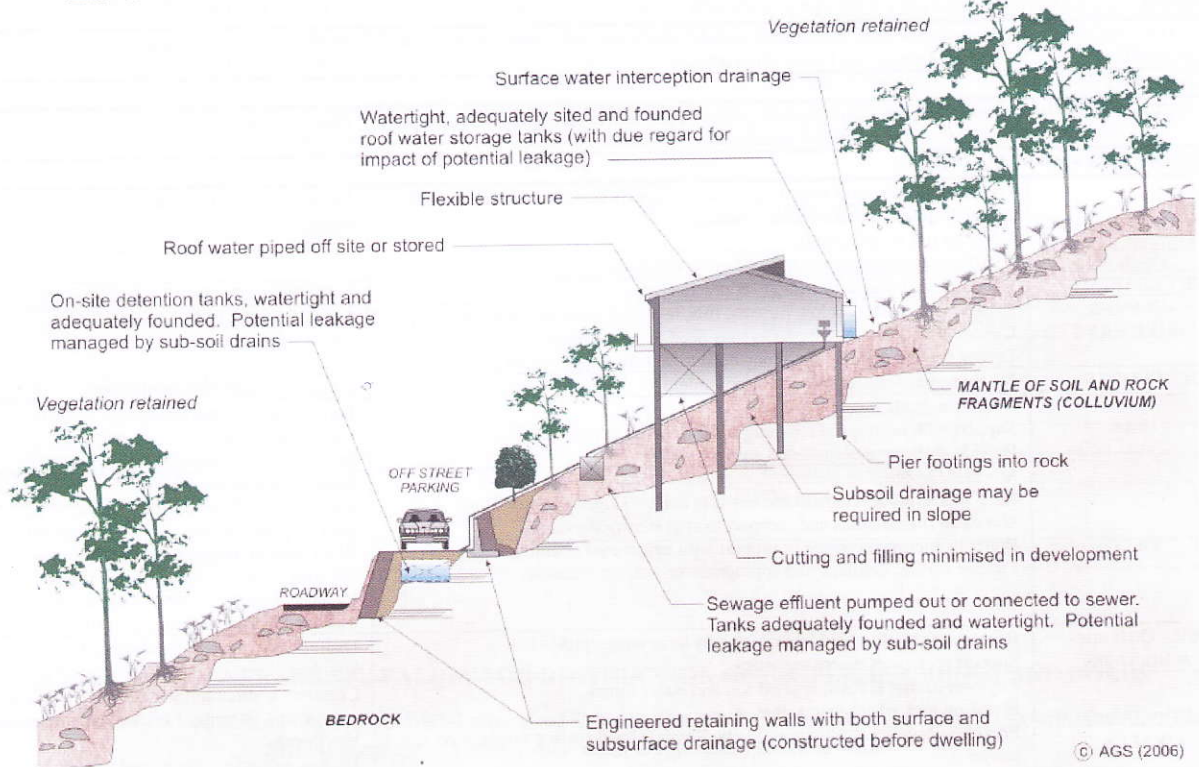 Vegetation retained
Surface water interception drainage
Watertight, adequately sited and founded
roof water storage tanks (with due regard for
impact of potential leakage)
Flexible structure
Roof water piped off site or stored
On-site detention tanks, watertight and
adequately founded. Potential leakage
managed by sub-soil drains
Vegetation retained
MANTLE OF SOIL AND ROCK
FRAGMENTS (COLLUVIUM)
OFF STREET
PARKING
Pier footings into rock
Subsoil drainage may be
required in slope
Cutting and filling minimised in development
ROADWAY
Sewage effluent pumped out or connected to sewer.
Tanks adequately founded and watertight. Potential
leakage managed by sub-soil drains
BEDROCK
Engineered retaining walls with both surface and
subsurface drainage (constructed before dwelling)
© AGS (2006)